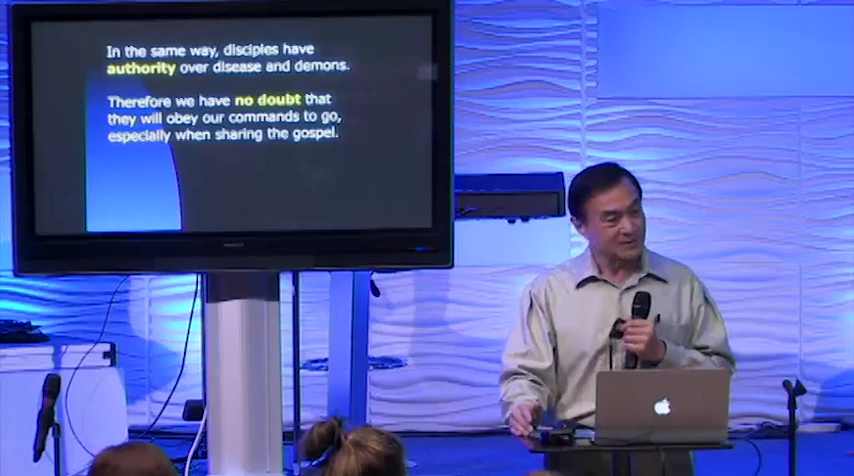 In the same way, disciples have
authority over disease and demons.
Therefore we have no doubt that
they will obey our commands to go,
especially when sharing the gospel.